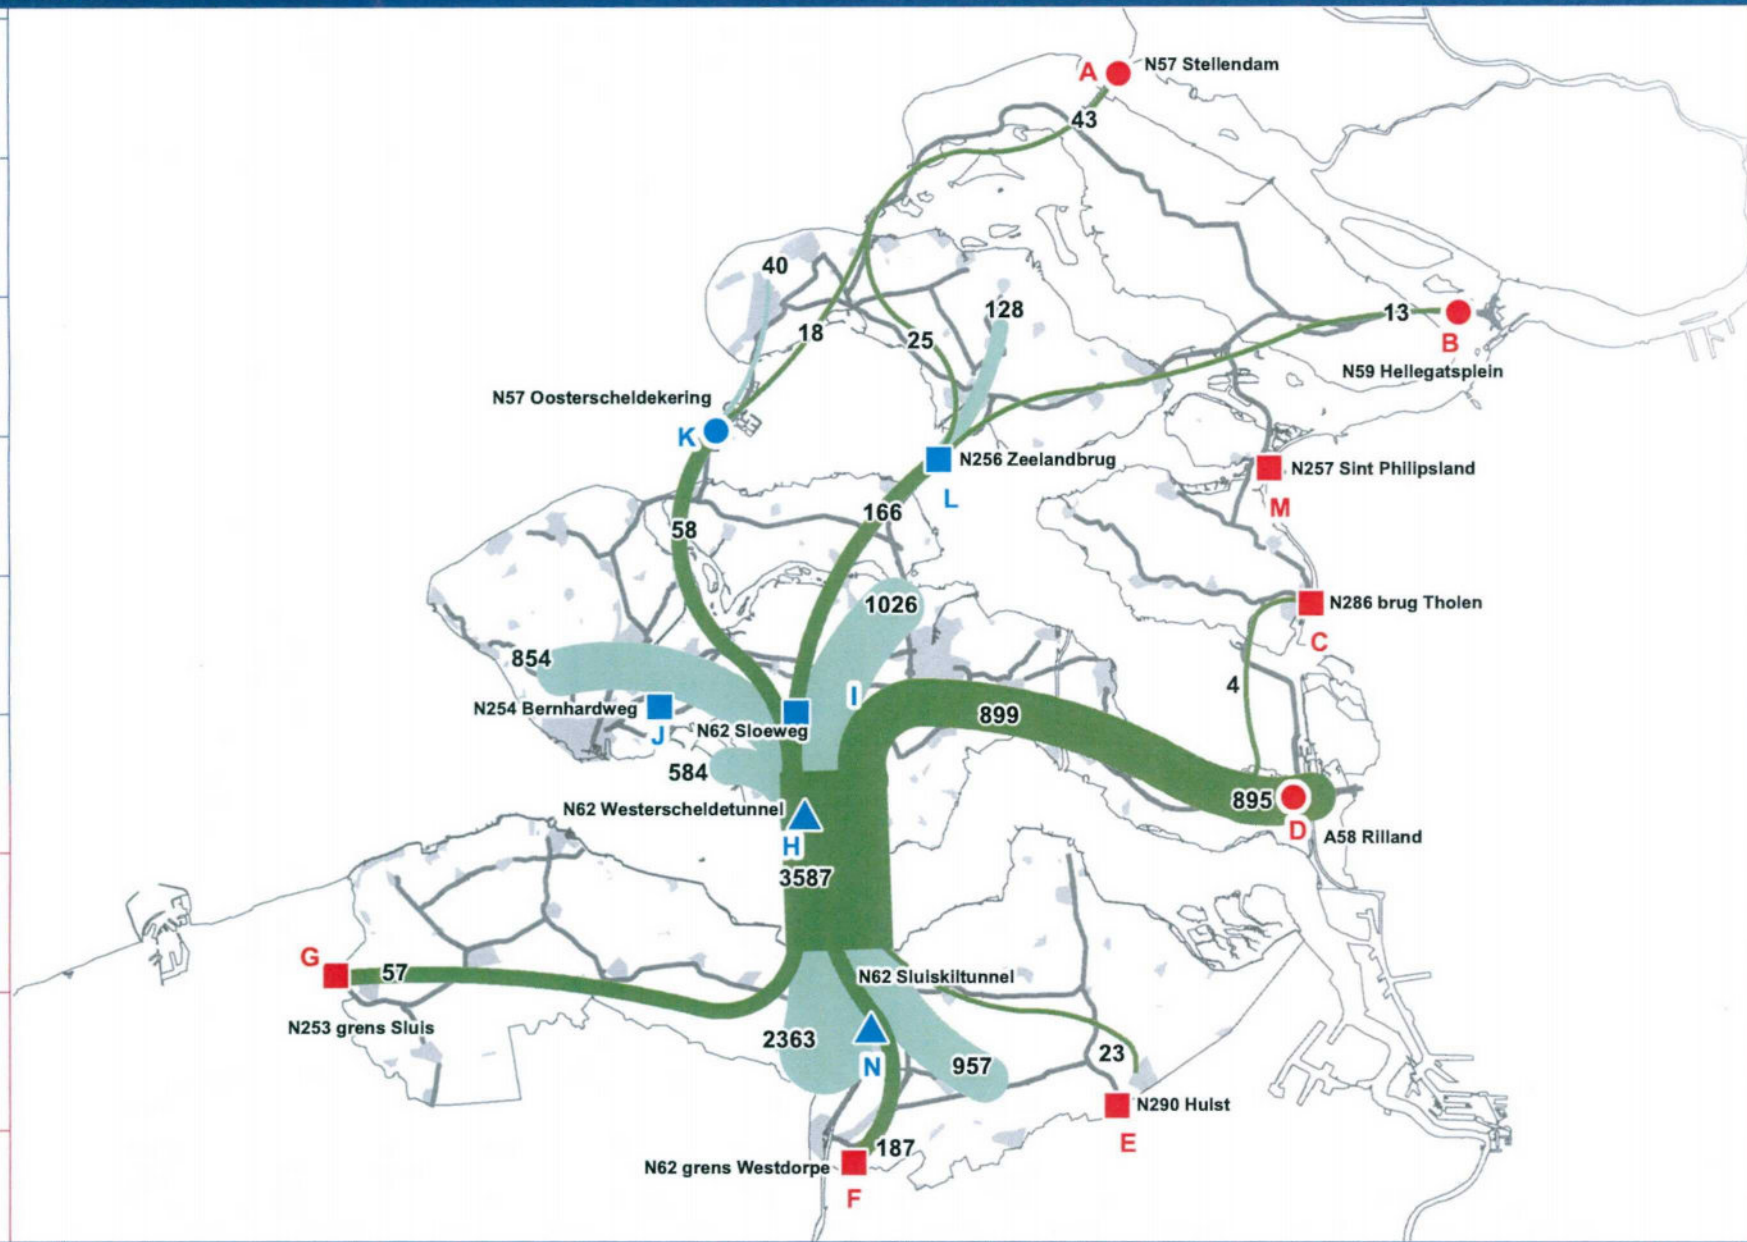 A
N57 Stellendam
43
40
128
18
25
13
B
N59 Hellegatsplein
N57 Oosterscheldekering
K
N256 Zeelandbrug
L
N257 Sint Philipsland
M
166
58
1026
N286 brug Tholen
C
854
4
I
N254 Bernhardweg
J
N62 Sloeweg
899
584
895
D
N62 Westerscheldetunnel
H
A58 Rilland
3587
G
57
N62 Sluiskiltunnel
N253 grens Sluis
2363
N
957
23
N290 Hulst
E
187
N62 grens Westdorpe
F